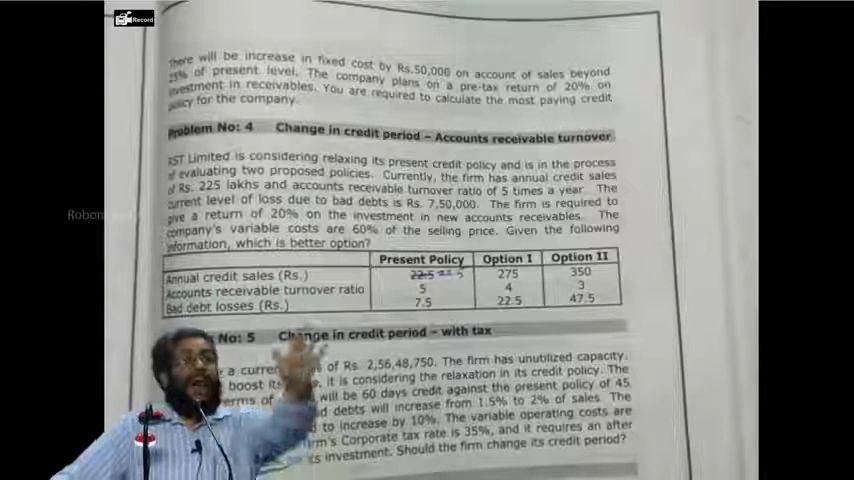 Record
There will be increase in fixed cost by Rs.50,000 on account of sales beyond
25% of present level. The company plans on a pre-tax return of 20% on
investment in receivables. You are required to calculate the most paying credit
policy for the company.
Problem No: 4 Change in credit period – Accounts receivable turnover
RST Limited is considering relaxing its present credit policy and is in the process
of evaluating two proposed policies. Currently, the firm has annual credit sales
of Rs. 225 lakhs and accounts receivable turnover ratio of 5 times a year. The
current level of loss due to bad debts is Rs. 7,50,000. The firm is required to
give a return of 20% on the investment in new accounts receivables. The
company's variable costs are 60% of the selling price. Given the following
information, which is better option?
Present Policy Option I Option II
Annual credit sales (Rs.) 22.5 225 275 350
Accounts receivable turnover ratio 5 4 3
Bad debt losses (Rs.) 7.5 22.5 47.5
No: 5 Change in credit period – with tax
a curren of Rs. 2,56,48,750. The firm has unutilized capacity.
boost its it is considering the relaxation in its credit policy. The
terms of will be 60 days credit against the present policy of 45
d debts will increase from 1.5% to 2% of sales. The
d to increase by 10%. The variable operating costs are
rm's Corporate tax rate is 35%, and it requires an after
its investment. Should the firm change its credit period?